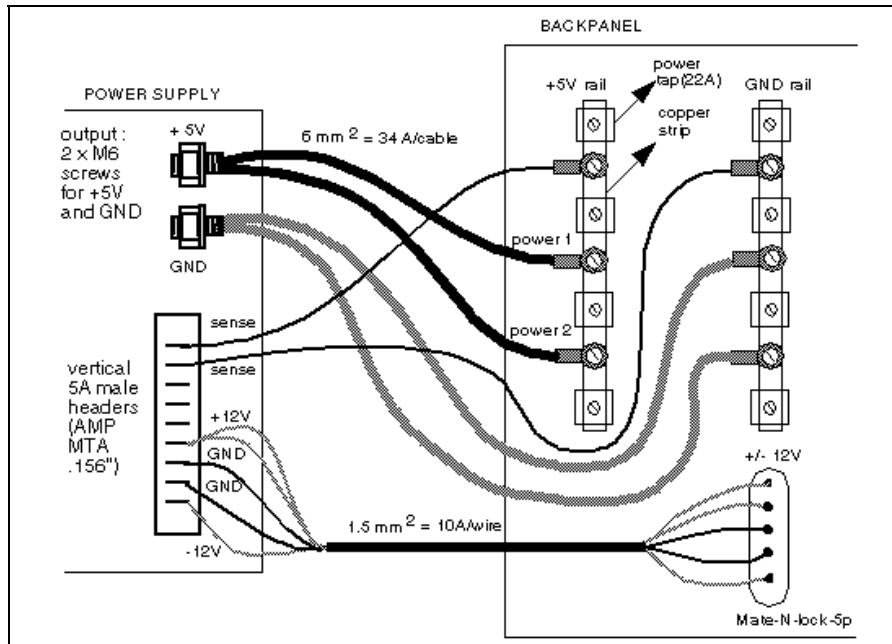 BACKPANEL
POWER SUPPLY
output :
2 x M6
screws
for +5V
and GND
+ 5V
GND
6 mm 2 = 34 A/cable
+5V rail
power
tap(22A)
copper
strip
GND rail
power 1
power 2
sense
sense
vertical
5A male
headers
(AMP
MTA
.156")
+12V
GND
GND
-12V
1.5 mm 2 = 10A/wire
+/- 12V
Mate-N-lock-5p